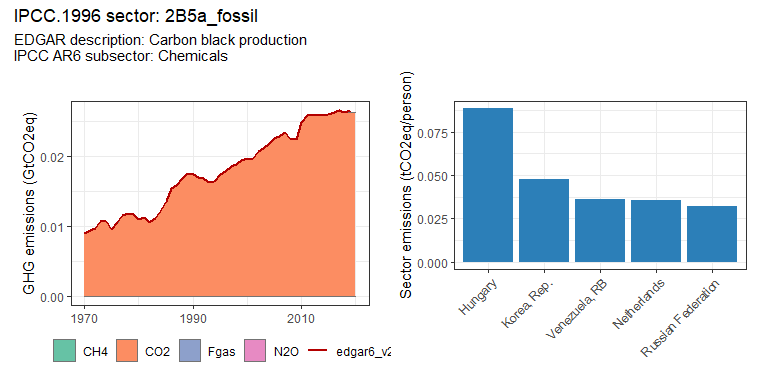 IPCC.1996 sector: 2B5a_fossil
EDGAR description: Carbon black production
IPCC AR6 subsector: Chemicals
GHG emissions (GtCO2eq)
0.02
0.01
0.00
1970
1990
2010
CH4
CO2
Fgas
N2O
edgar6_v2
Sector emissions (tCO2eq/person)
0.075
0.050
0.025
0.000
Hungary
Korea, Rep.
Venezuela, RB
Netherlands
Russian Federation